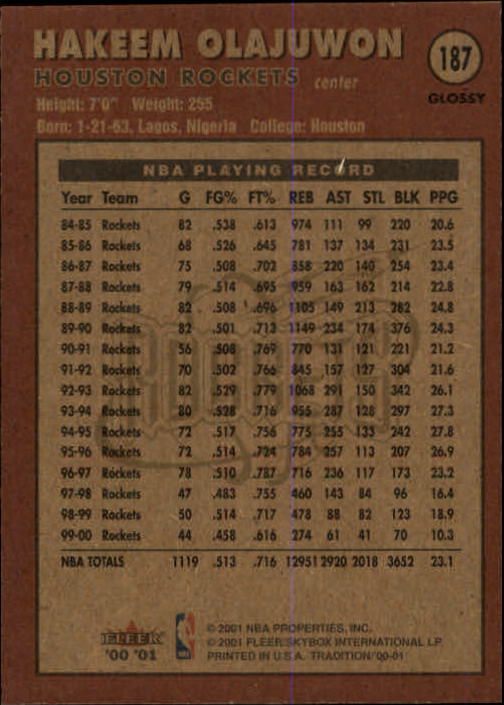 HAKEEM OLAJUWON
187
HOUSTON ROCKETS center
GLOSSY
Height: 7'0" Weight: 255
Born: 1-21-63, Lagos, Nigeria College: Houston
NBA PLAYING RECORD
Year Team G FG% FT% REB AST STL BLK PPG
84-85 Rockets 82 .538 .613 974 111 99 220 20.6
85-86 Rockets 68 .526 .645 781 137 134 231 23.5
86-87 Rockets 75 .508 .702 858 220 140 254 23.4
87-88 Rockets 79 .514 .695 959 163 162 214 22.8
88-89 Rockets 82 .508 .696 1105 149 213 282 24.8
89-90 Rockets 82 .501 .713 1149 234 174 376 24.3
90-91 Rockets 56 .508 .769 770 131 121 221 21.2
91-92 Rockets 70 .502 .766 845 157 127 304 21.6
92-93 Rockets 82 .529 .779 1068 291 150 342 26.1
93-94 Rockets 80 .528 .716 955 287 128 297 27.3
94-95 Rockets 72 .517 .756 775 255 133 242 27.8
95-96 Rockets 72 .514 .724 784 257 113 207 26.9
96-97 Rockets 78 .510 .787 716 236 117 173 23.2
97-98 Rockets 47 .483 .755 460 143 84 96 16.4
98-99 Rockets 50 .514 .717 478 88 82 123 18.9
99-00 Rockets 44 .458 .616 274 61 41 70 10.3
NBA TOTALS 1119 .513 .716 12951 2920 2018 3652 23.1
FLEER
'00 '01
© 2001 NBA PROPERTIES, INC.
© 2001 FLEER/SKYBOX INTERNATIONAL LP
PRINTED IN U.S.A. TRADITION/'00-01